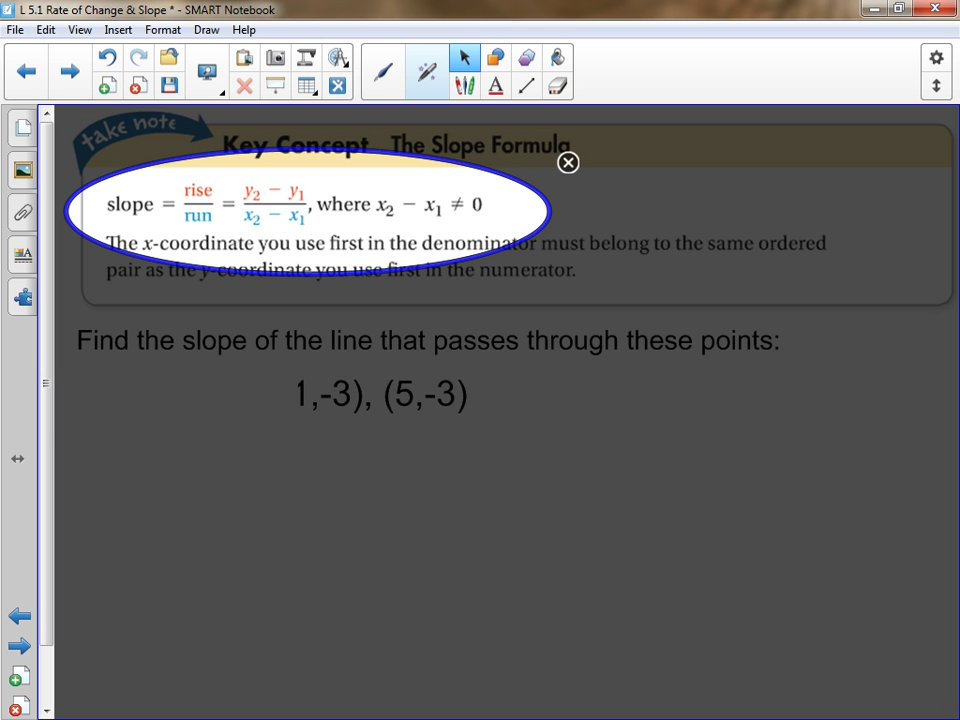 L 5.1 Rate of Change & Slope * - SMART Notebook
File Edit View Insert Format Draw Help
take note
Key Concept The Slope Formula
slope = rise/run = y₂ − y₁/x₂ − x₁, where x₂ − x₁ ≠ 0
The x-coordinate you use first in the denominator must belong to the same ordered
pair as the y-coordinate you use first in the numerator.
Find the slope of the line that passes through these points:
1,-3), (5,-3)